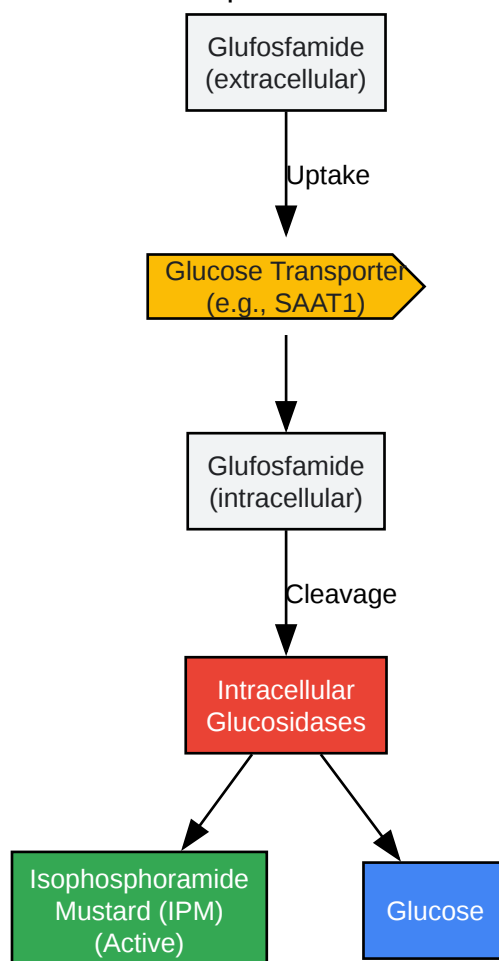 Glufosfamide
(extracellular)
Uptake
Glucose Transporter
(e.g., SAAT1)
Glufosfamide
(intracellular)
Cleavage
Intracellular
Glucosidases
Isophosphoramide
Mustard (IPM)
(Active)
Glucose